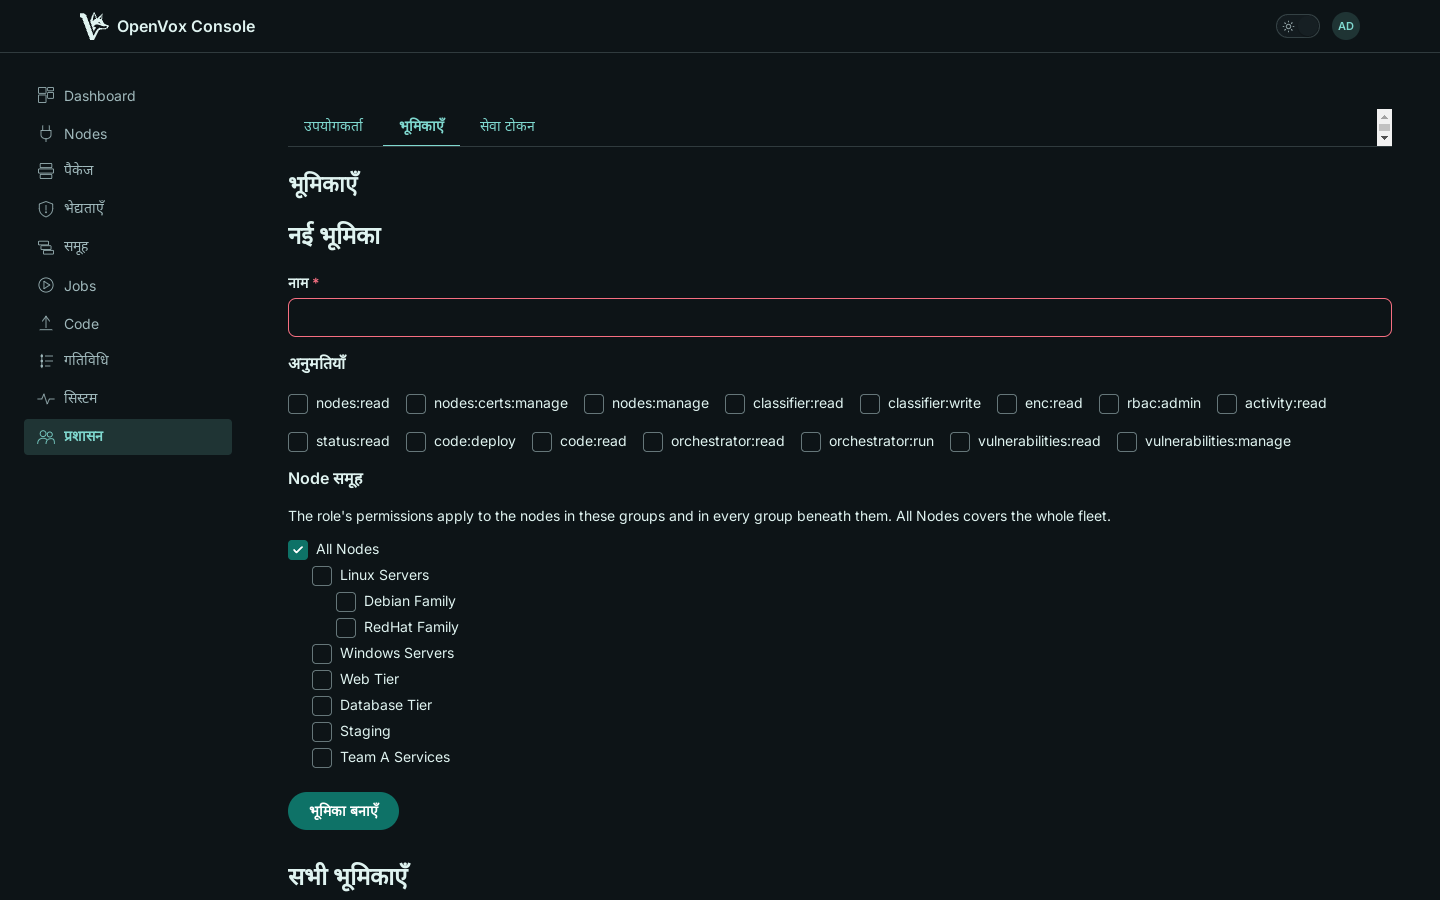 OpenVox Console
AD
Dashboard
Nodes
पैकेज
भेद्यताएँ
समूह
Jobs
Code
गतिविधि
सिस्टम
प्रशासन
उपयोगकर्ता भूमिकाएँ सेवा टोकन
भूमिकाएँ
नई भूमिका
नाम *
अनुमतियाँ
nodes:read nodes:certs:manage nodes:manage classifier:read classifier:write enc:read rbac:admin activity:read
status:read code:deploy code:read orchestrator:read orchestrator:run vulnerabilities:read vulnerabilities:manage
Node समूह
The role's permissions apply to the nodes in these groups and in every group beneath them. All Nodes covers the whole fleet.
All Nodes
Linux Servers
Debian Family
RedHat Family
Windows Servers
Web Tier
Database Tier
Staging
Team A Services
भूमिका बनाएँ
सभी भूमिकाएँ